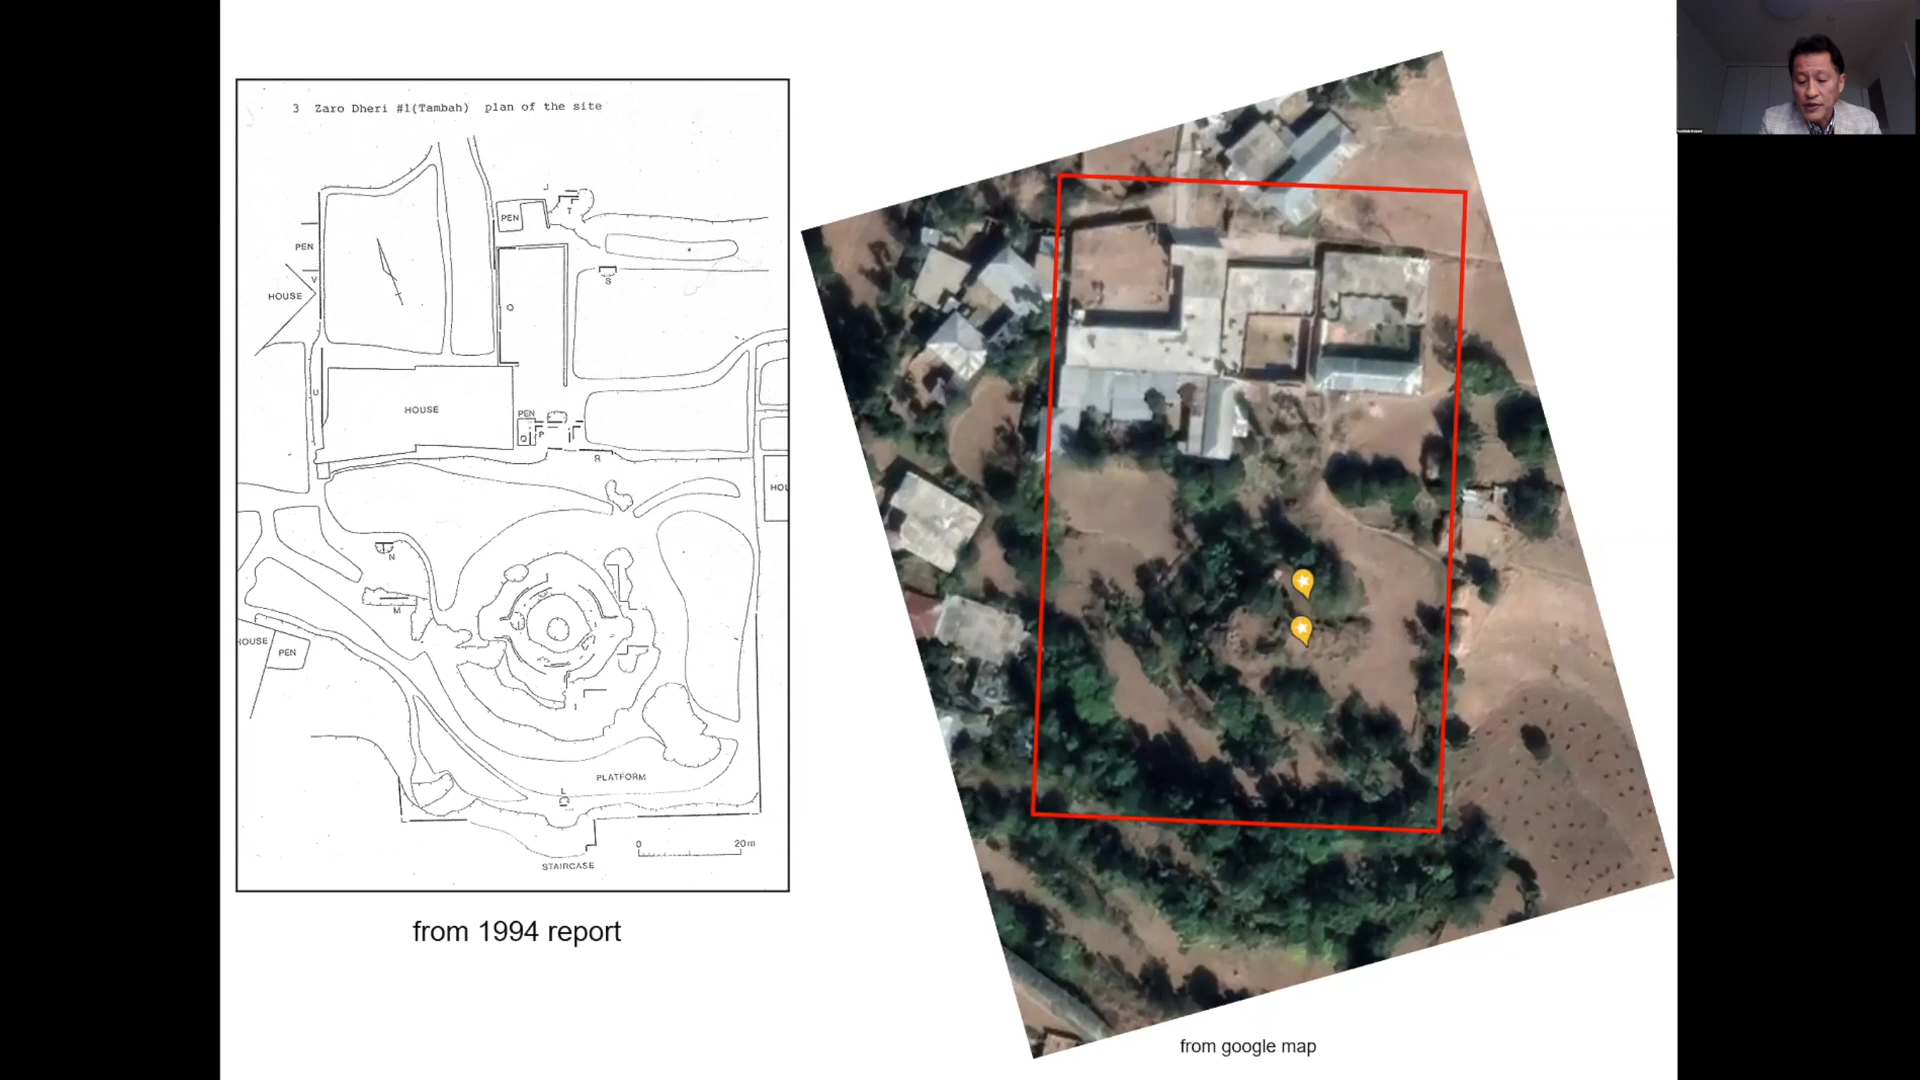 3 Zaro Dheri #1(Tambah) plan of the site
PEN
T
PEN
V
HOUSE
S
O
U
HOUSE
PEN
Q
P
R
HOU
N
M
HOUSE
PEN
I
PLATFORM
L
0 20m
STAIRCASE
from 1994 report
from google map